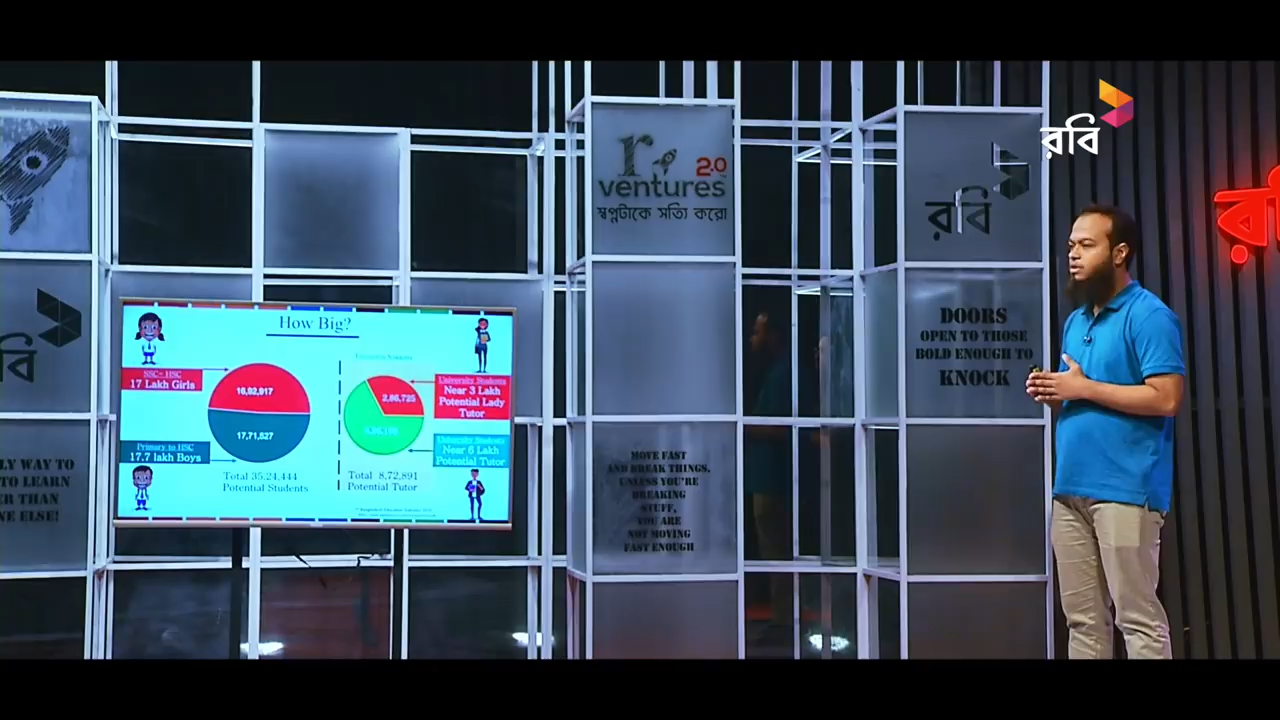 রবি
রবি
r
2.0
ventures
স্বপ্নটাকে সত্যি করো
রবি
DOORS
OPEN TO THOSE
BOLD ENOUGH TO
KNOCK
MOVE FAST
AND BREAK THINGS.
UNLESS YOU'RE
BREAKING
STUFF,
YOU ARE
NOT MOVING
FAST ENOUGH
LY WAY TO
TO LEARN
ER THAN
NE ELSE!
How Big?
SSC - HSC
17 Lakh Girls
16,92,917
17,71,527
Primary to HSC
17.7 lakh Boys
Total 35,24,444
Potential Students
2,86,725
University Students
Near 3 Lakh
Potential Lady
Tutor
University Students
Near 6 Lakh
Potential Tutor
Total 8,72,891
Potential Tutor